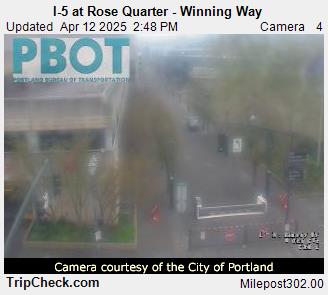 I-5 at Rose Quarter - Winning Way
Updated Apr 12 2025 2:48 PM Camera 4
PBOT
PORTLAND BUREAU OF TRANSPORTATION
Camera courtesy of the City of Portland
TripCheck.com Milepost302.00